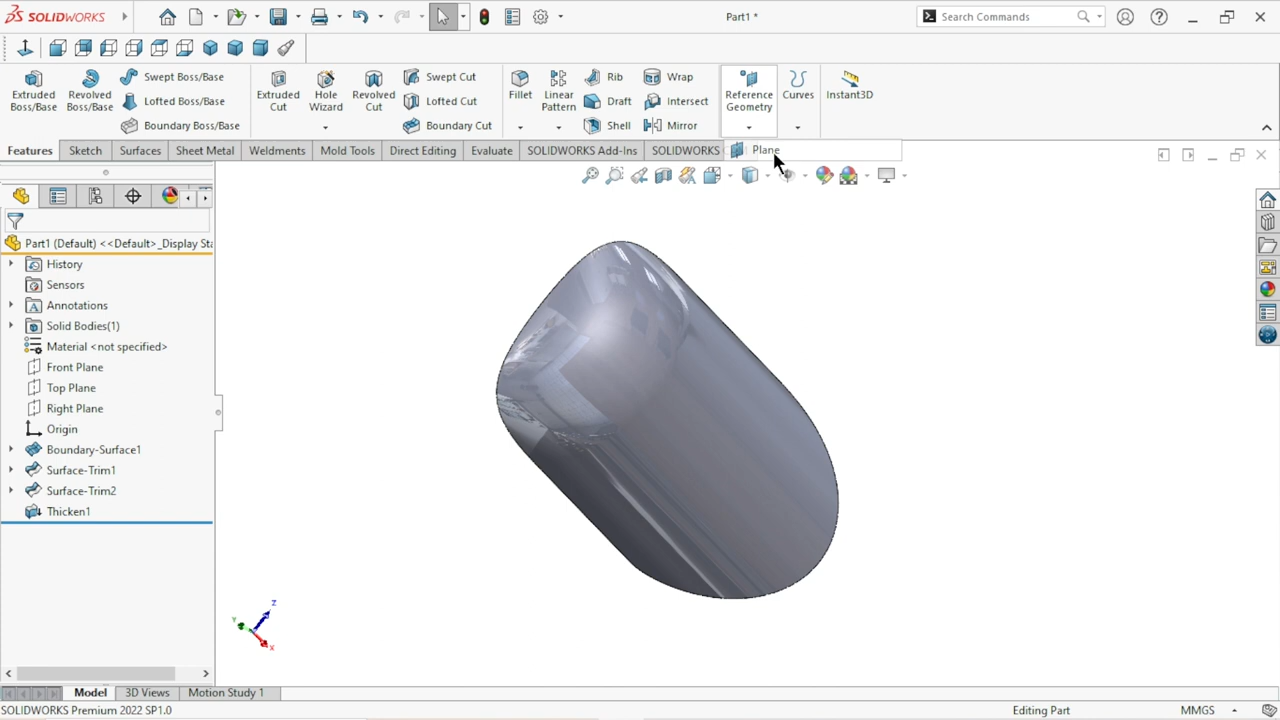 SOLIDWORKS
Part1 *
Search Commands
Extruded Boss/Base
Revolved Boss/Base
Swept Boss/Base
Lofted Boss/Base
Boundary Boss/Base
Extruded Cut
Hole Wizard
Revolved Cut
Swept Cut
Lofted Cut
Boundary Cut
Fillet
Linear Pattern
Rib
Draft
Shell
Wrap
Intersect
Mirror
Reference Geometry
Curves
Instant3D
Features
Sketch
Surfaces
Sheet Metal
Weldments
Mold Tools
Direct Editing
Evaluate
SOLIDWORKS Add-Ins
SOLIDWORKS
Plane
Part1 (Default) <<Default>_Display Sta
History
Sensors
Annotations
Solid Bodies(1)
Material <not specified>
Front Plane
Top Plane
Right Plane
Origin
Boundary-Surface1
Surface-Trim1
Surface-Trim2
Thicken1
Z
Y
X
Model
3D Views
Motion Study 1
SOLIDWORKS Premium 2022 SP1.0
Editing Part
MMGS